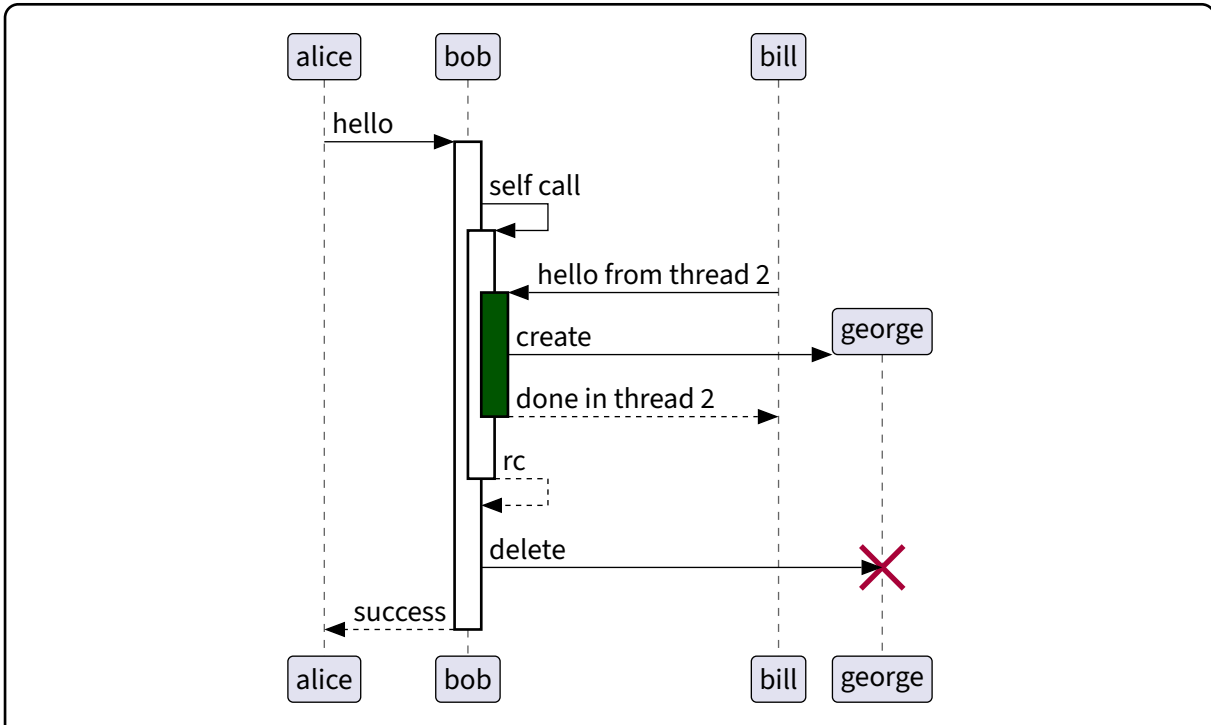 alice
bob
bill
hello
self call
hello from thread 2
george
create
done in thread 2
rc
delete
success
alice
bob
bill
george